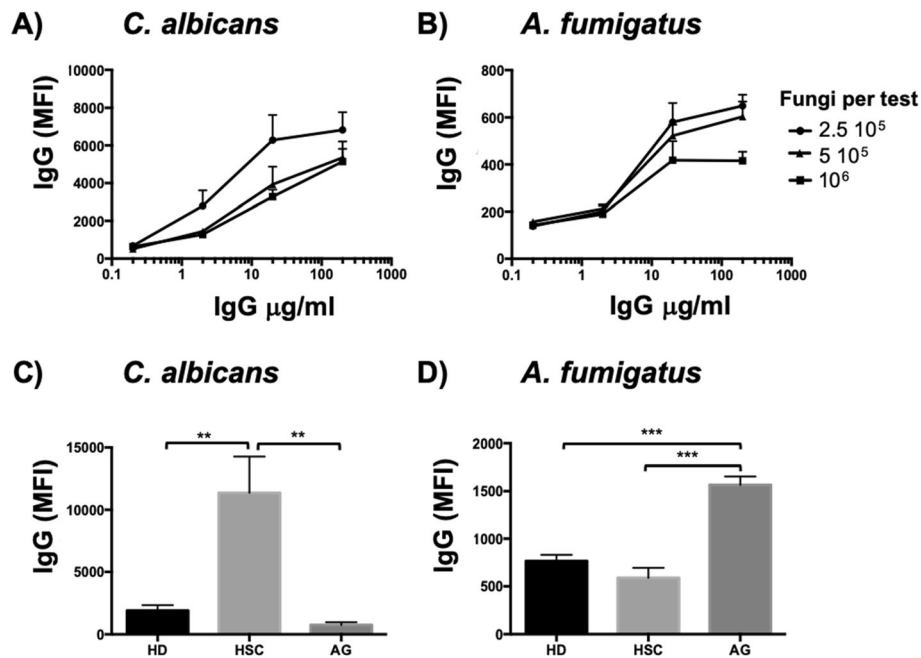 A) C. albicans
B) A. fumigatus
IgG (MFI)
10000
8000
6000
4000
2000
0
0.1 1 10 100 1000
IgG μg/ml
IgG (MFI)
800
600
400
200
0
0.1 1 10 100 1000
IgG μg/ml
Fungi per test
2.5 10⁵
5 10⁵
10⁶
C) C. albicans
D) A. fumigatus
IgG (MFI)
15000
10000
5000
0
** **
HD HSC AG
IgG (MFI)
2000
1500
1000
500
0
***
***
HD HSC AG